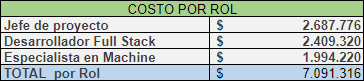 COSTO POR ROL
Jefe de proyecto $ 2.687.776
Desarrollador Full Stack $ 2.409.320
Especialista en Machine $ 1.994.220
TOTAL por Rol $ 7.091.316